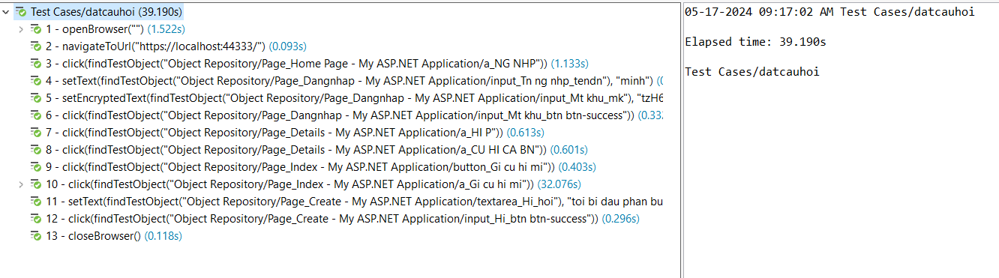 Test Cases/datcauhoi (39.190s)
1 - openBrowser("") (1.522s)
2 - navigateToUrl("https://localhost:44333/") (0.093s)
3 - click(findTestObject("Object Repository/Page_Home Page - My ASP.NET Application/a_NG NHP")) (1.133s)
4 - setText(findTestObject("Object Repository/Page_Dangnhap - My ASP.NET Application/input_Tn ng nhp_tendn"), "minh") (0
5 - setEncryptedText(findTestObject("Object Repository/Page_Dangnhap - My ASP.NET Application/input_Mt khu_mk"), "tzH6
6 - click(findTestObject("Object Repository/Page_Dangnhap - My ASP.NET Application/input_Mt khu_btn btn-success")) (0.333
7 - click(findTestObject("Object Repository/Page_Details - My ASP.NET Application/a_HI P")) (0.613s)
8 - click(findTestObject("Object Repository/Page_Details - My ASP.NET Application/a_CU HI CA BN")) (0.601s)
9 - click(findTestObject("Object Repository/Page_Index - My ASP.NET Application/button_Gi cu hi mi")) (0.403s)
10 - click(findTestObject("Object Repository/Page_Index - My ASP.NET Application/a_Gi cu hi mi")) (32.076s)
11 - setText(findTestObject("Object Repository/Page_Create - My ASP.NET Application/textarea_Hi_hoi"), "toi bi dau phan bu
12 - click(findTestObject("Object Repository/Page_Create - My ASP.NET Application/input_Hi_btn btn-success")) (0.296s)
13 - closeBrowser() (0.118s)
05-17-2024 09:17:02 AM Test Cases/datcauhoi
Elapsed time: 39.190s
Test Cases/datcauhoi